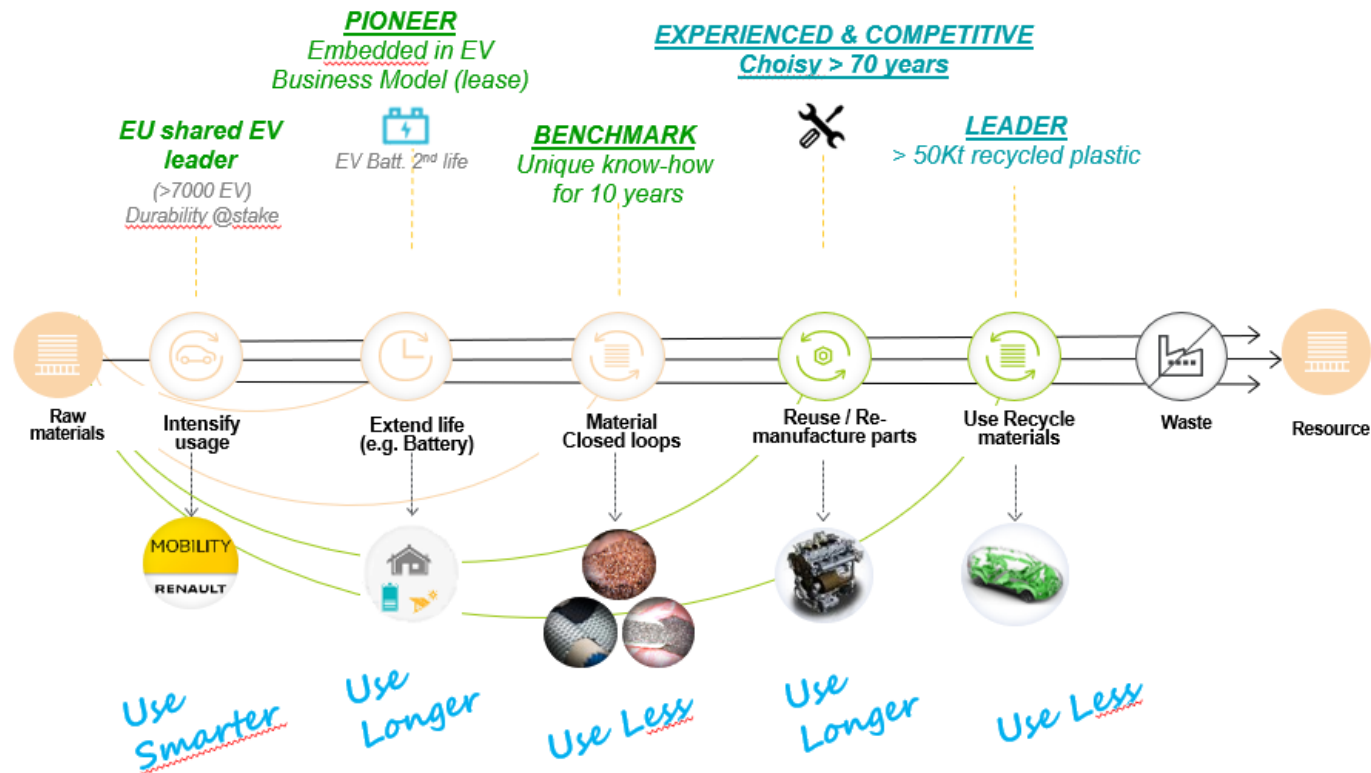 PIONEER
Embedded in EV
Business Model (lease)
EV Batt. 2nd life
EU shared EV
leader
(>7000 EV)
Durability @stake
BENCHMARK
Unique know-how
for 10 years
EXPERIENCED & COMPETITIVE
Choisy > 70 years
LEADER
> 50Kt recycled plastic
Raw
materials
Intensify
usage
Extend life
(e.g. Battery)
Material
Closed loops
Reuse / Re-
manufacture parts
Use Recycle
materials
Waste
Resource
MOBILITY
RENAULT
Use
Smarter
Use
Longer
Use Less
Use
Longer
Use Less